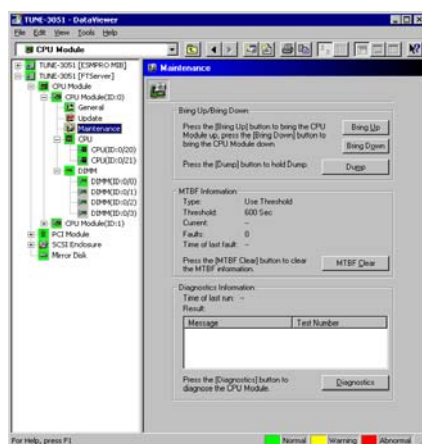 TUNE-3051 - DataViewer
File Edit View Tools Help
CPU Module
TUNE-3051 [ESMPRO MIB]
TUNE-3051 [FTServer]
CPU Module
CPU Module(ID:0)
General
Update
Maintenance
CPU
CPU(ID:0/20)
CPU(ID:0/21)
DIMM
DIMM(ID:0/0)
DIMM(ID:0/1)
DIMM(ID:0/2)
DIMM(ID:0/3)
CPU Module(ID:1)
PCI Module
SCSI Enclosure
Mirror Disk
Maintenance
Bring Up/Bring Down
Press the [Bring Up] button to bring the CPU
Module up, press the [Bring Down] button to
bring the CPU Module down.
Bring Up
Bring Down
Press the [Dump] button to hold Dump.
Dump
MTBF Information
Type: Use Threshold
Threshold: 600 Sec
Current: --
Faults: 0
Time of last fault: --
Press the [MTBF Clear] button to clear
the MTBF information.
MTBF Clear
Diagnostics Information
Time of last run: --
Result:
Message Test Number
Press the [Diagnostics] button to
diagnose the CPU Module.
Diagnostics
For Help, press F1
Normal Warning Abnormal